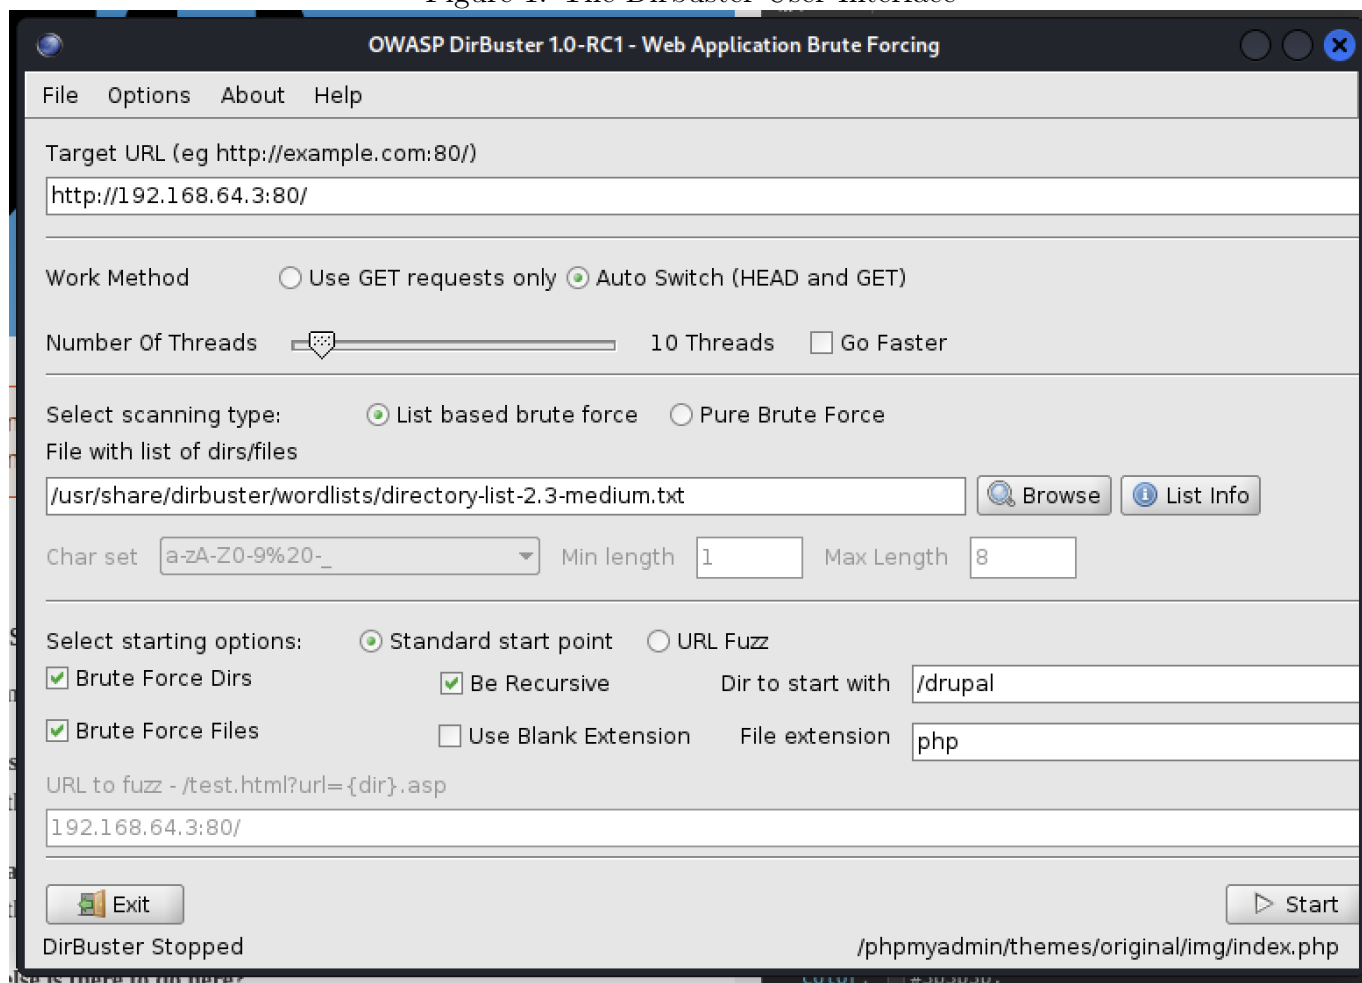 Figure 1: The Dirbuster User Interface
OWASP DirBuster 1.0-RC1 - Web Application Brute Forcing
File Options About Help
Target URL (eg http://example.com:80/)
http://192.168.64.3:80/
Work Method Use GET requests only Auto Switch (HEAD and GET)
Number Of Threads 10 Threads Go Faster
Select scanning type: List based brute force Pure Brute Force
File with list of dirs/files
/usr/share/dirbuster/wordlists/directory-list-2.3-medium.txt Browse List Info
Char set a-zA-Z0-9%20-_ Min length 1 Max Length 8
Select starting options: Standard start point URL Fuzz
Brute Force Dirs Be Recursive Dir to start with /drupal
Brute Force Files Use Blank Extension File extension php
URL to fuzz - /test.html?url={dir}.asp
192.168.64.3:80/
Exit Start
DirBuster Stopped /phpmyadmin/themes/original/img/index.php